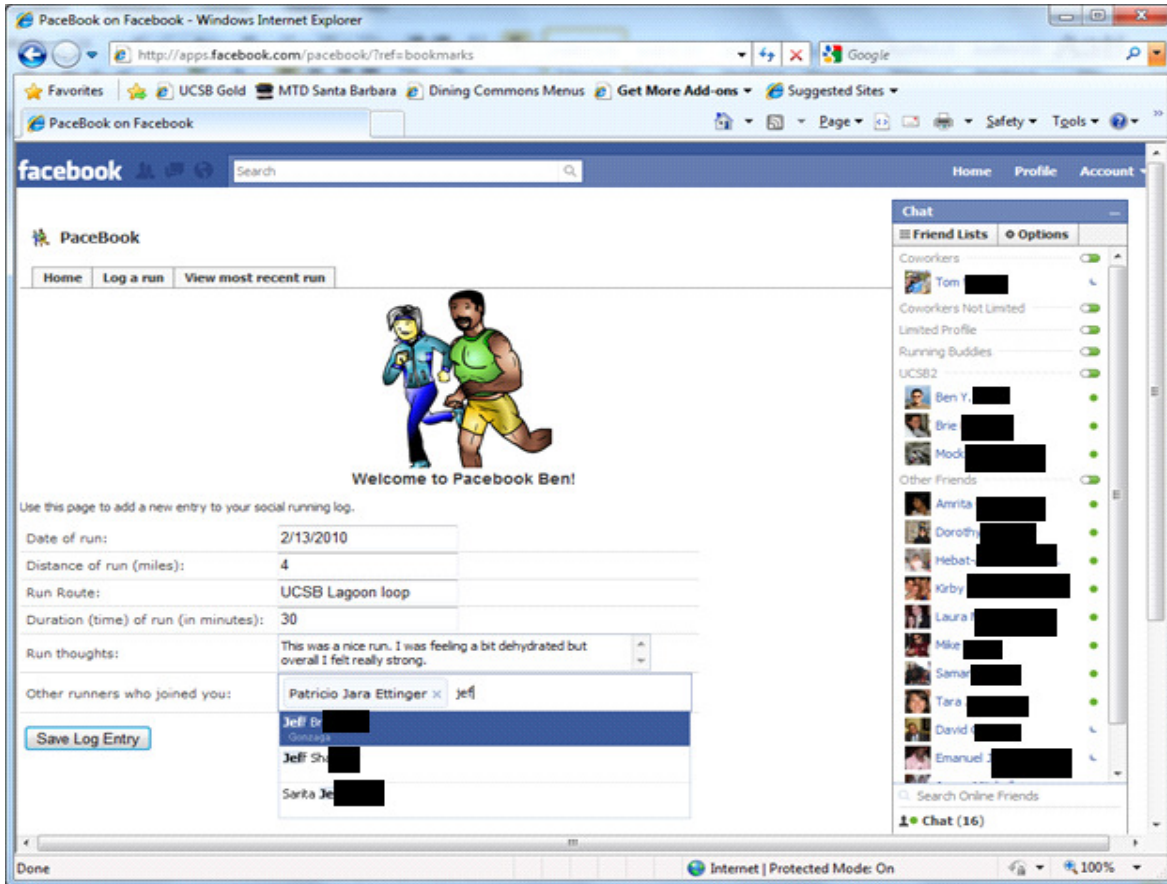 PaceBook on Facebook - Windows Internet Explorer
http://apps.facebook.com/pacebook/?ref=bookmarks
Google
Favorites UCSB Gold MTD Santa Barbara Dining Commons Menus Get More Add-ons Suggested Sites
PaceBook on Facebook Page Safety Tools
facebook Search Home Profile Account
PaceBook
Home Log a run View most recent run
Welcome to Pacebook Ben!
Use this page to add a new entry to your social running log.
Date of run: 2/13/2010
Distance of run (miles): 4
Run Route: UCSB Lagoon loop
Duration (time) of run (in minutes): 30
Run thoughts: This was a nice run. I was feeling a bit dehydrated but
overall I felt really strong.
Other runners who joined you: Patricio Jara Ettinger × jef
Jeff Br
Gonzaga
Jeff Sha
Sarita Je
Save Log Entry
Chat
Friend Lists Options
Coworkers
Tom
Coworkers Not Limited
Limited Profile
Running Buddies
UCSB2
Ben Y.
Brie
Mock
Other Friends
Amrita
Dorothy
Hebat-
Kirby
Laura
Mike
Samar
Tara
David
Emanuel J
Search Online Friends
Chat (16)
Done Internet | Protected Mode: On 100%